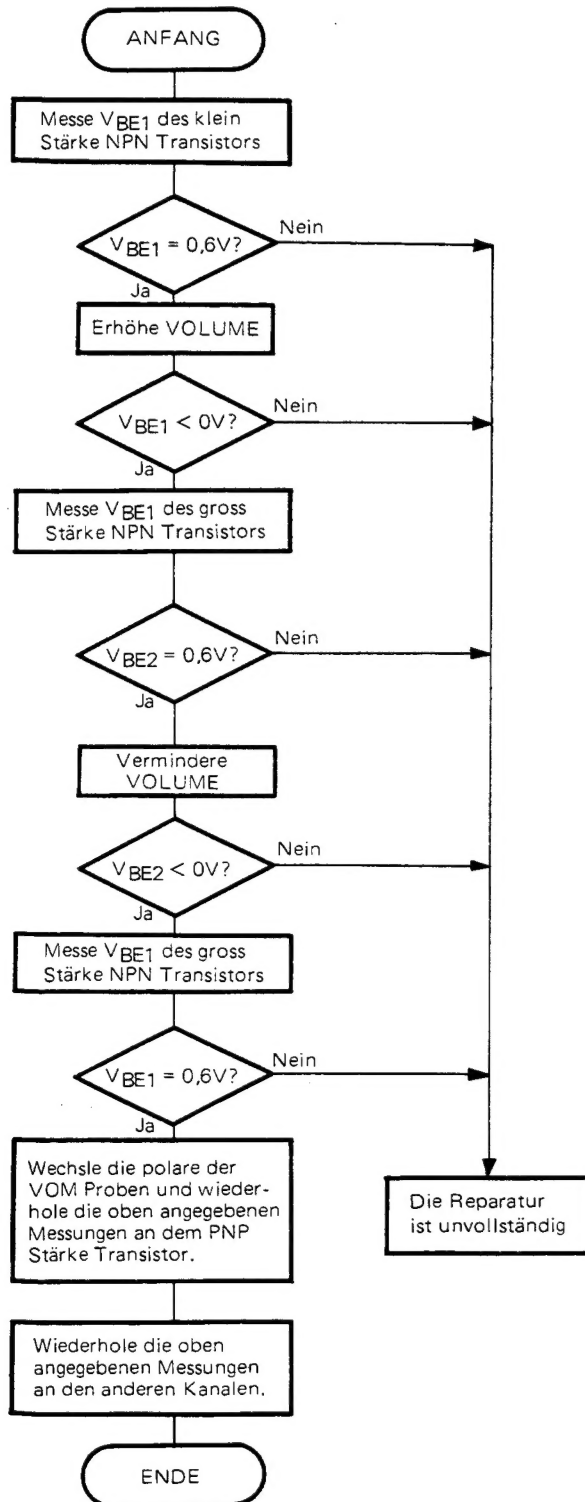 ANFANG
Messe VBE1 des klein
Stärke NPN Transistors
VBE1 = 0,6V?
Nein
Ja
Erhöhe VOLUME
VBE1 < 0V?
Nein
Ja
Messe VBE1 des gross
Stärke NPN Transistors
VBE2 = 0,6V?
Nein
Ja
Vermindere
VOLUME
VBE2 < 0V?
Nein
Ja
Messe VBE1 des gross
Stärke NPN Transistors
VBE1 = 0,6V?
Nein
Ja
Wechsle die polare der
VOM Proben und wieder-
hole die oben angegebenen
Messungen an dem PNP
Stärke Transistor.
Die Reparatur
ist unvollständig
Wiederhole die oben
angegebenen Messungen
an den anderen Kanalen.
ENDE